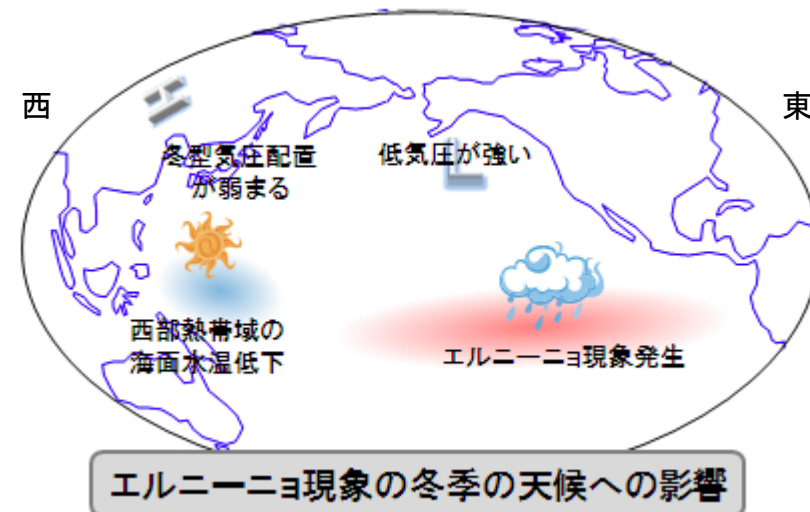 西
東
冬型気圧配置
が弱まる
低気圧が強い
H
L
西部熱帯域の
海面水温低下
エルニーニョ現象発生
エルニーニョ現象の冬季の天候への影響